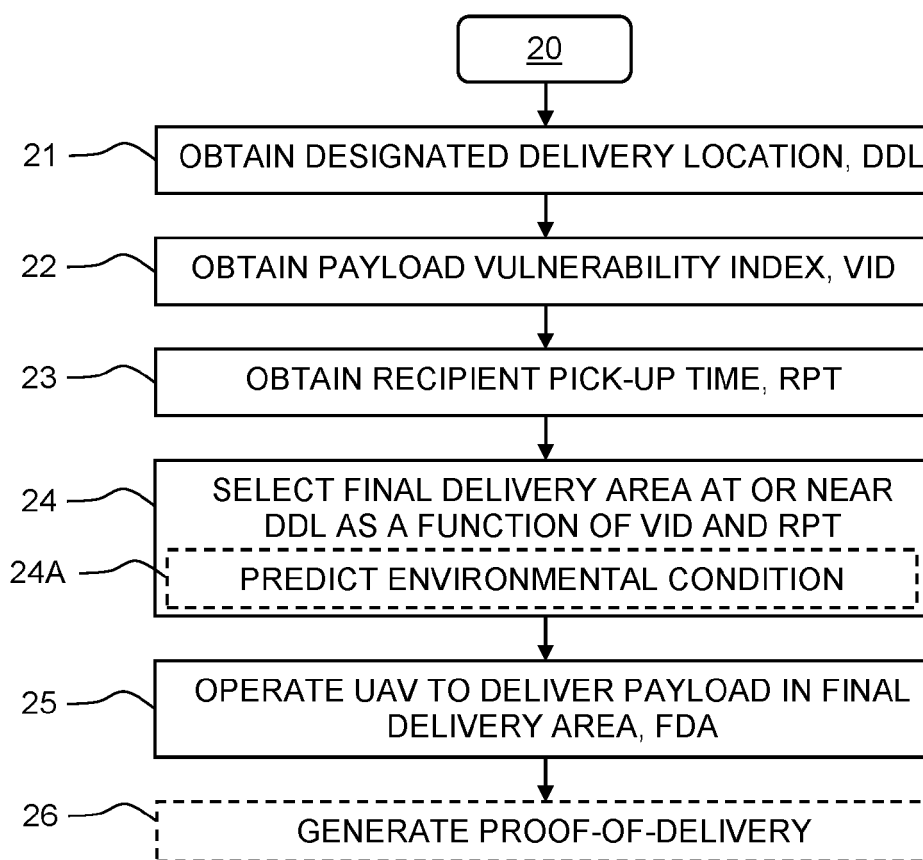 20
21 OBTAIN DESIGNATED DELIVERY LOCATION, DDL
22 OBTAIN PAYLOAD VULNERABILITY INDEX, VID
23 OBTAIN RECIPIENT PICK-UP TIME, RPT
24 SELECT FINAL DELIVERY AREA AT OR NEAR
DDL AS A FUNCTION OF VID AND RPT
24A PREDICT ENVIRONMENTAL CONDITION
25 OPERATE UAV TO DELIVER PAYLOAD IN FINAL
DELIVERY AREA, FDA
26 GENERATE PROOF-OF-DELIVERY